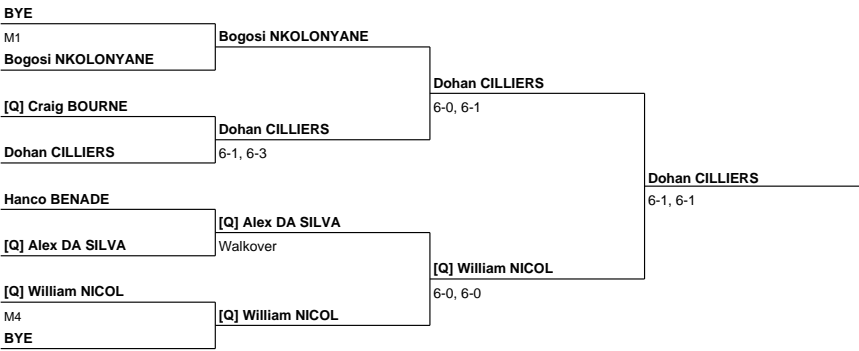 BYE
M1
Bogosi NKOLONYANE
[Q] Craig BOURNE
Dohan CILLIERS
Hanco BENADE
[Q] Alex DA SILVA
[Q] William NICOL
M4
BYE
Bogosi NKOLONYANE
Dohan CILLIERS
6-1, 6-3
[Q] Alex DA SILVA
Walkover
[Q] William NICOL
Dohan CILLIERS
6-0, 6-1
[Q] William NICOL
6-0, 6-0
Dohan CILLIERS
6-1, 6-1